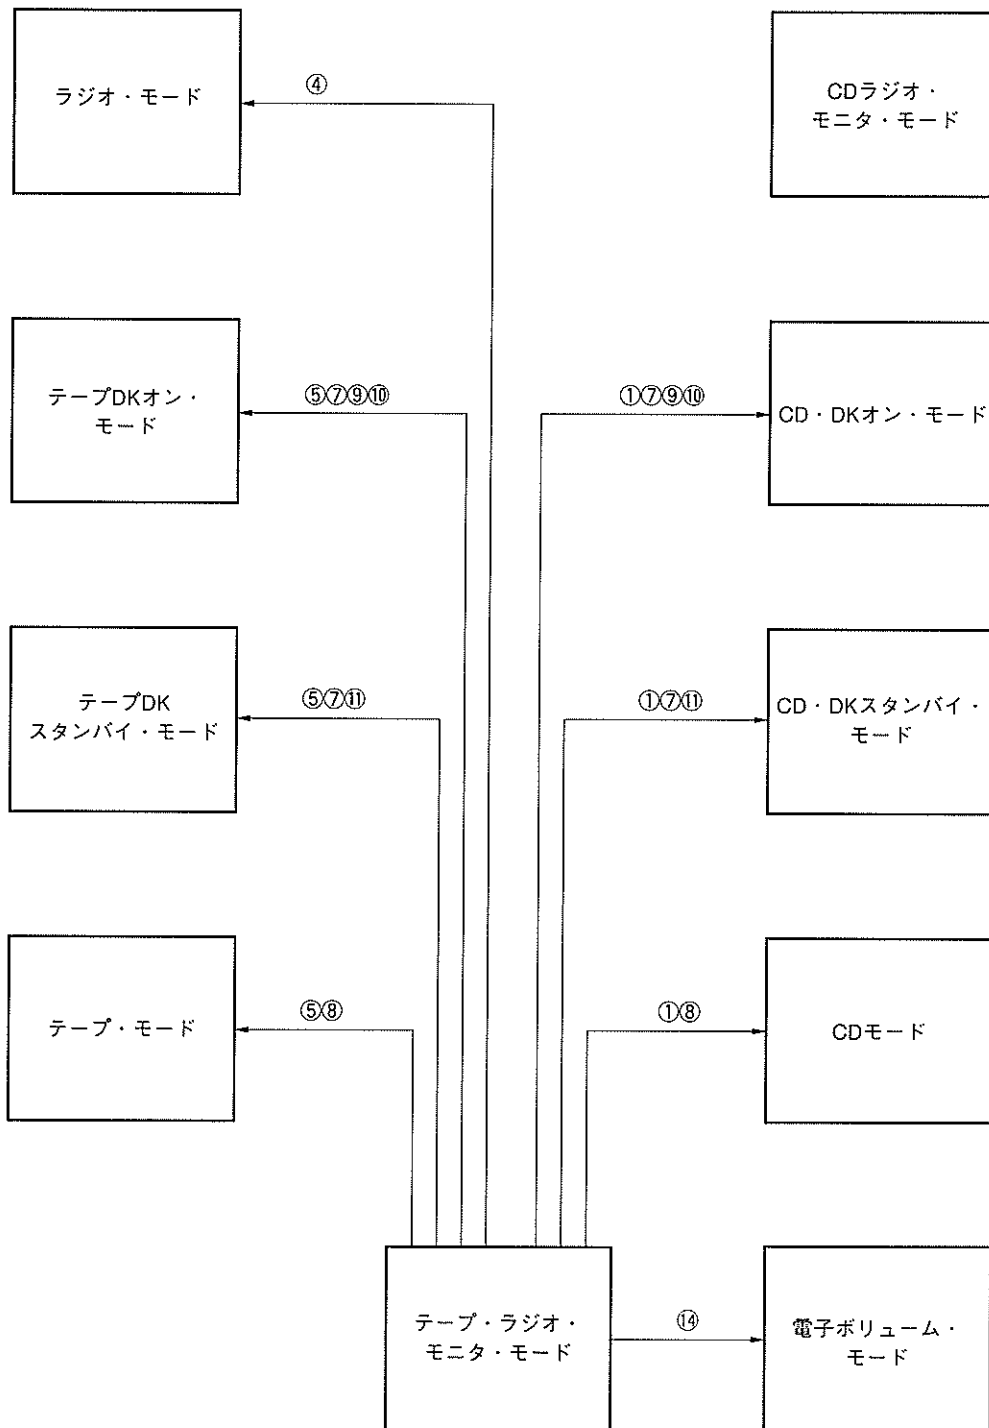 ラジオ・モード
④
CDラジオ・
モニタ・モード
テープDKオン・
モード
⑤⑦⑨⑩
①⑦⑨⑩
CD・DKオン・モード
テープDK
スタンバイ・モード
⑤⑦⑪
①⑦⑪
CD・DKスタンバイ・
モード
テープ・モード
⑤⑧
①⑧
CDモード
テープ・ラジオ・
モニタ・モード
⑭
電子ボリューム・
モード